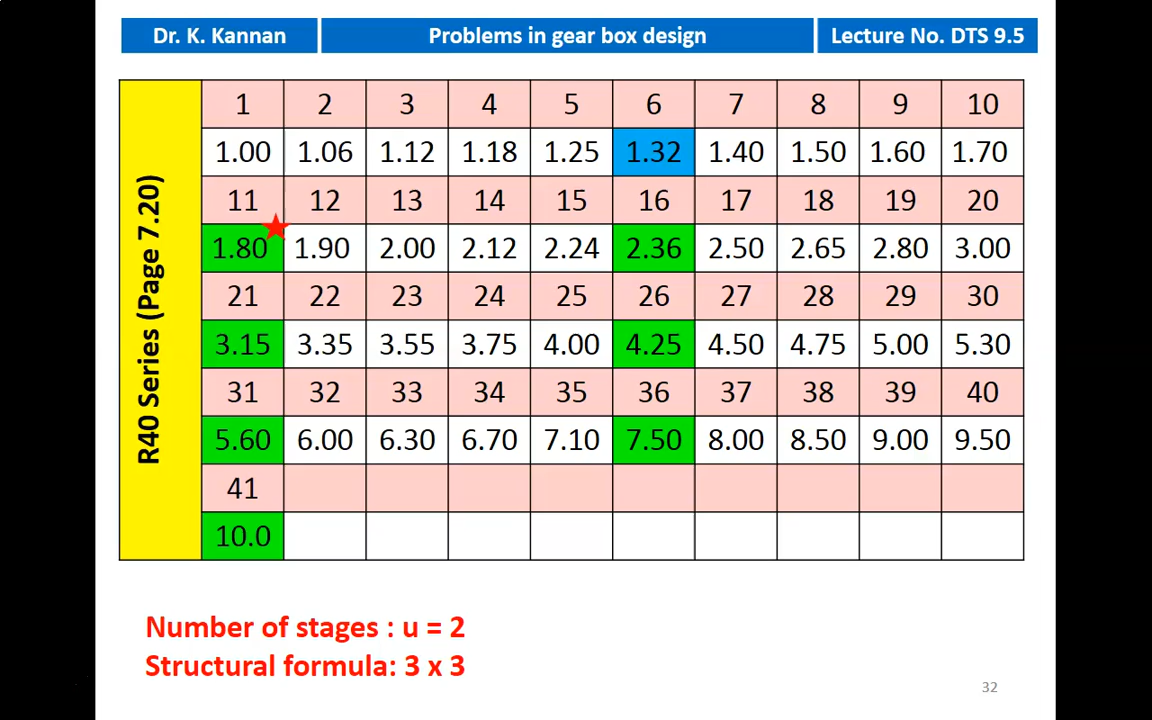 Dr. K. Kannan Problems in gear box design Lecture No. DTS 9.5
R40 Series (Page 7.20)
1 2 3 4 5 6 7 8 9 10
1.00 1.06 1.12 1.18 1.25 1.32 1.40 1.50 1.60 1.70
11 12 13 14 15 16 17 18 19 20
1.80 1.90 2.00 2.12 2.24 2.36 2.50 2.65 2.80 3.00
21 22 23 24 25 26 27 28 29 30
3.15 3.35 3.55 3.75 4.00 4.25 4.50 4.75 5.00 5.30
31 32 33 34 35 36 37 38 39 40
5.60 6.00 6.30 6.70 7.10 7.50 8.00 8.50 9.00 9.50
41
10.0
Number of stages : u = 2
Structural formula: 3 x 3
32